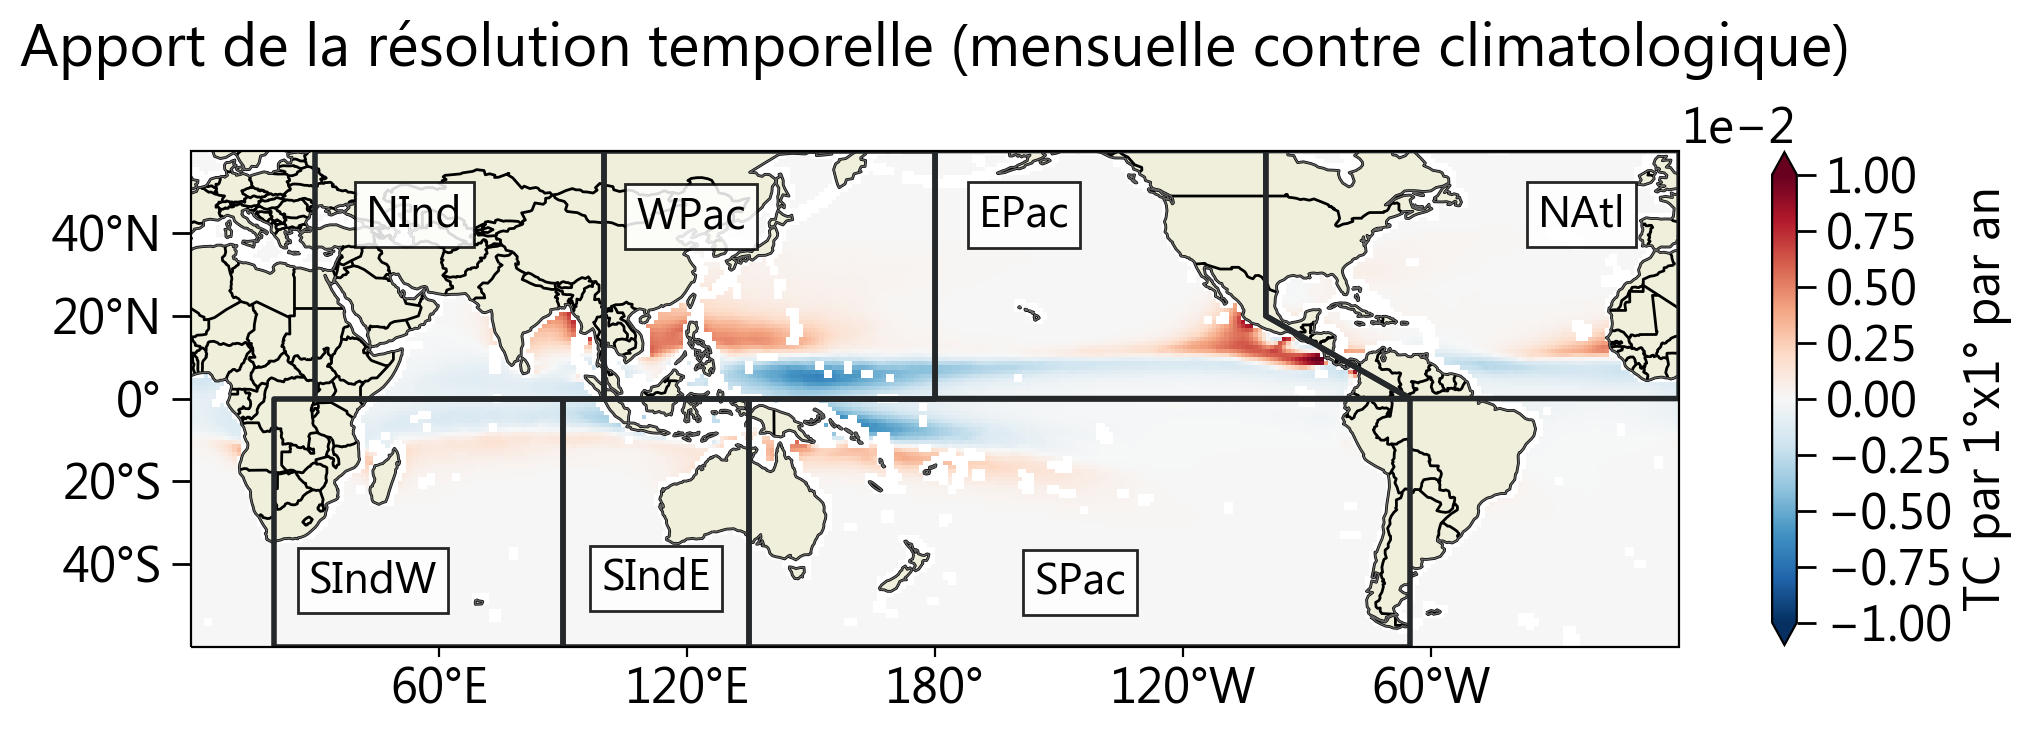 Apport de la résolution temporelle (mensuelle contre climatologique)
1e−2
NInd
WPac
EPac
NAtl
SIndW
SIndE
SPac
40°N
20°N
0°
20°S
40°S
60°E
120°E
180°
120°W
60°W
1.00
0.75
0.50
0.25
0.00
−0.25
−0.50
−0.75
−1.00
TC par 1°x1° par an